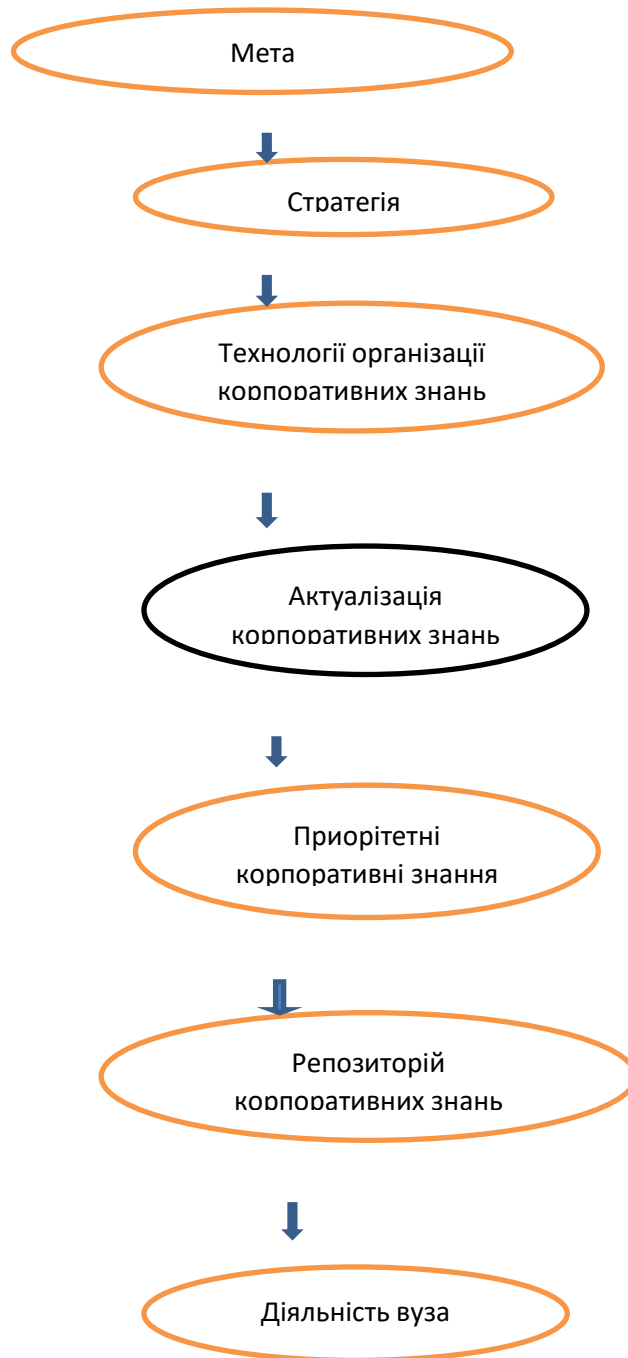 Мета
Стратегія
Технології організації
корпоративних знань
Актуалізація
корпоративних знань
Приорітетні
корпоративні знання
Репозиторій
корпоративних знань
Діяльність вуза